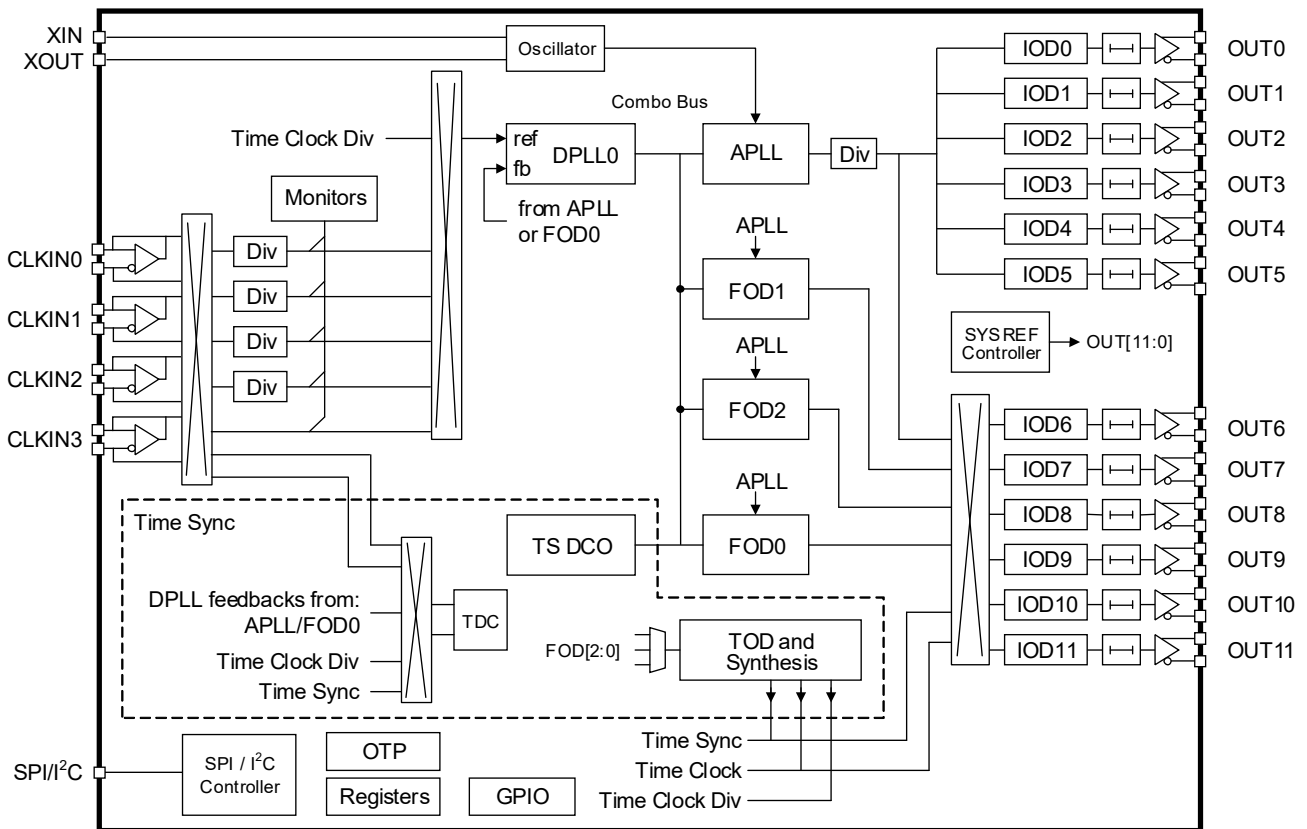 XIN
XOUT
Oscillator
Combo Bus
Time Clock Div
ref
fb
DPLL0
from APLL
or FOD0
APLL
Div
Monitors
CLKIN0
CLKIN1
CLKIN2
CLKIN3
Div
Div
Div
Div
APLL
FOD1
APLL
FOD2
APLL
FOD0
IOD0
OUT0
IOD1
OUT1
IOD2
OUT2
IOD3
OUT3
IOD4
OUT4
IOD5
OUT5
SYSREF
Controller
OUT[11:0]
IOD6
OUT6
IOD7
OUT7
IOD8
OUT8
IOD9
OUT9
IOD10
OUT10
IOD11
OUT11
Time Sync
TS DCO
DPLL feedbacks from:
APLL/FOD0
Time Clock Div
Time Sync
TDC
FOD[2:0]
TOD and
Synthesis
Time Sync
Time Clock
Time Clock Div
SPI/I²C
SPI / I²C
Controller
OTP
Registers
GPIO